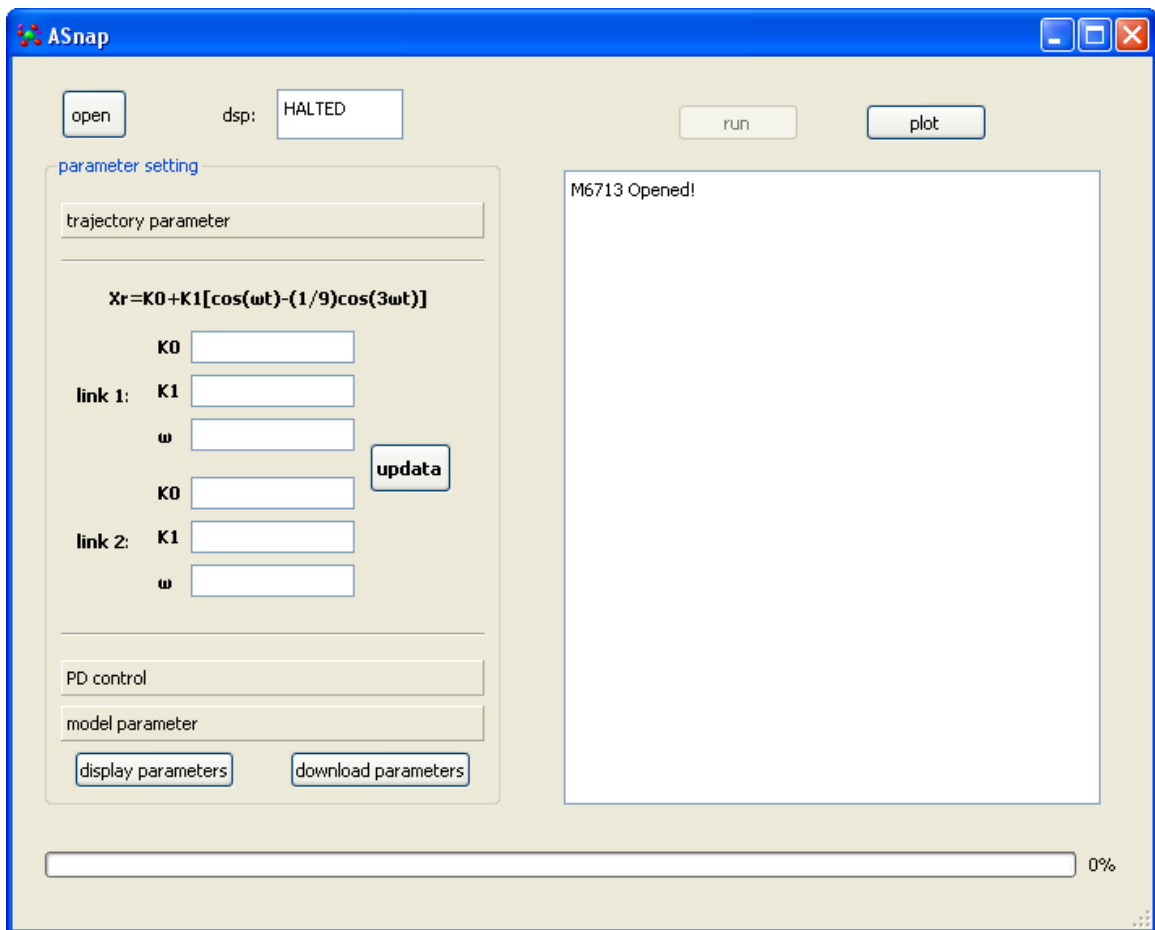 ASnap
open
dsp:
HALTED
run
plot
parameter setting
trajectory parameter
Xr=K0+K1[cos(ωt)-(1/9)cos(3ωt)]
K0
link 1:
K1
ω
updata
K0
link 2:
K1
ω
PD control
model parameter
display parameters
download parameters
M6713 Opened!
0%